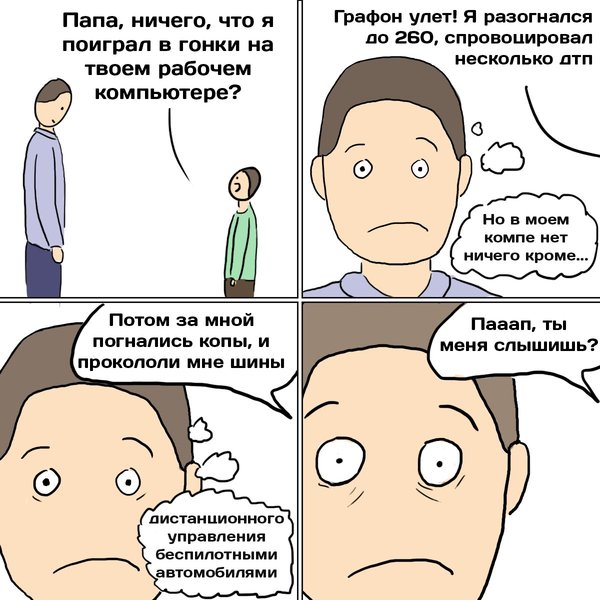 Папа, ничего, что я
поиграл в гонки на
твоем рабочем
компьютере?
Графон улет! Я разогнался
до 260, спровоцировал
несколько дтп
Но в моем
компе нет
ничего кроме...
Потом за мной
погнались копы, и
прокололи мне шины
дистанционного
управления
беспилотными
автомобилями
Пааап, ты
меня слышишь?